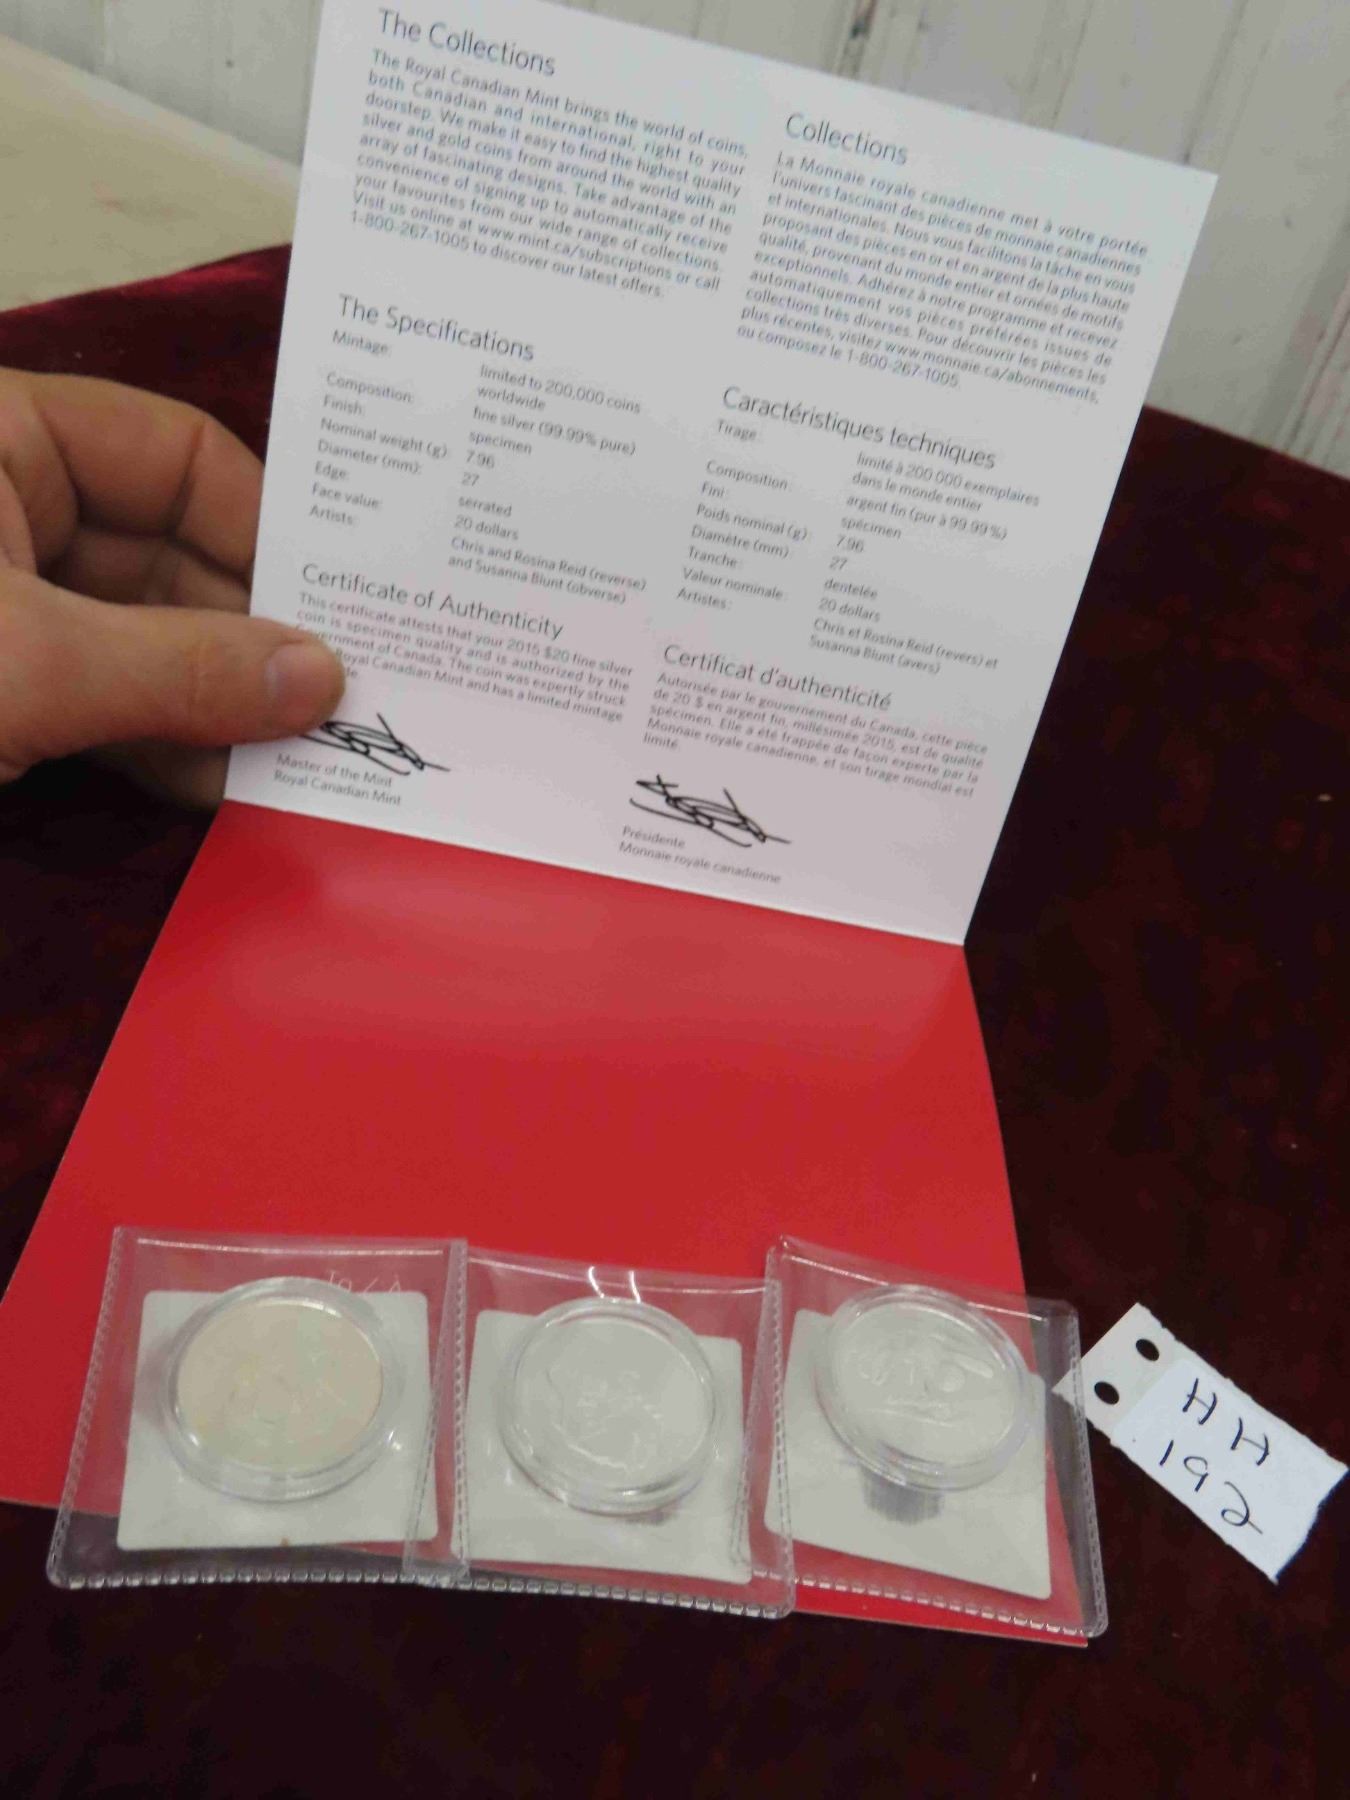 The Collections
The Royal Canadian Mint brings the world of coins,
both Canadian and international, right to your
doorstep. We make it easy to find the highest quality
silver and gold coins from around the world with an
array of fascinating designs. Take advantage of the
convenience of signing up to automatically receive
your favourites from our wide range of collections.
Visit us online at www.mint.ca/subscriptions or call
1-800-267-1005 to discover our latest offers.
The Specifications
Mintage: limited to 200,000 coins
worldwide
Composition: fine silver (99.99% pure)
Finish: specimen
Nominal weight (g): 7.96
Diameter (mm): 27
Edge: serrated
Face value: 20 dollars
Artists: Chris and Rosina Reid (reverse)
and Susanna Blunt (obverse)
Certificate of Authenticity
This certificate attests that your 2015 $20 fine silver
coin is specimen quality and is authorized by the
Government of Canada. The coin was expertly struck
Royal Canadian Mint and has a limited mintage
Master of the Mint
Royal Canadian Mint
Collections
La Monnaie royale canadienne met à votre portée
l'univers fascinant des pièces de monnaie canadiennes
et internationales. Nous vous facilitons la tâche en vous
proposant des pièces en or et en argent de la plus haute
qualité, provenant du monde entier et ornées de motifs
exceptionnels. Adhérez à notre programme et recevez
automatiquement vos pièces préférées issues de
collections très diverses. Pour découvrir les pièces les
plus récentes, visitez www.monnaie.ca/abonnements,
ou composez le 1-800-267-1005.
Caractéristiques techniques
Tirage: limité à 200 000 exemplaires
dans le monde entier
Composition: argent fin (pur à 99,99 %)
Fini: spécimen
Poids nominal (g): 7,96
Diamètre (mm): 27
Tranche: dentelée
Valeur nominale: 20 dollars
Artistes: Chris et Rosina Reid (revers) et
Susanna Blunt (avers)
Certificat d'authenticité
Autorisée par le gouvernement du Canada, cette pièce
de 20 $ en argent fin, millésimée 2015, est de qualité
spécimen. Elle a été frappée de façon experte par la
Monnaie royale canadienne, et son tirage mondial est
limité.
Présidente
Monnaie royale canadienne
To / À
HH
192